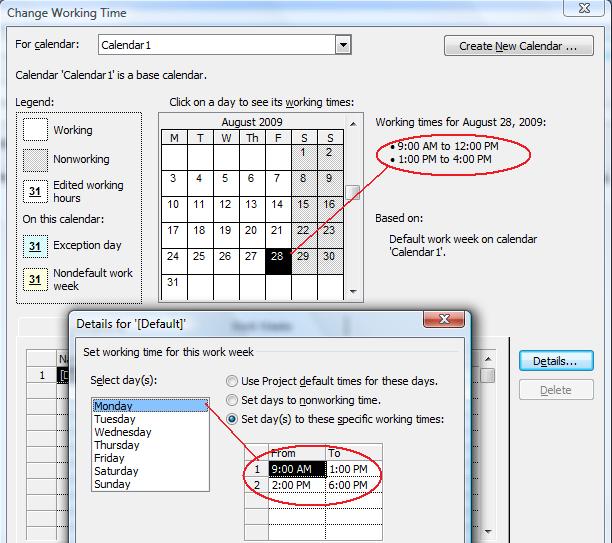 Change Working Time
For calendar: Calendar1 Create New Calendar ...
Calendar 'Calendar1' is a base calendar.
Legend:
Working
Nonworking
31 Edited working hours
On this calendar:
31 Exception day
31 Nondefault work week
Click on a day to see its working times:
August 2009
M T W Th F S S
1 2
3 4 5 6 7 8 9
10 11 12 13 14 15 16
17 18 19 20 21 22 23
24 25 26 27 28 29 30
31
Working times for August 28, 2009:
• 9:00 AM to 12:00 PM
• 1:00 PM to 4:00 PM
Based on:
Default work week on calendar
'Calendar1'.
1
Details...
Delete
Details for '[Default]'
Set working time for this work week
Select day(s):
Monday
Tuesday
Wednesday
Thursday
Friday
Saturday
Sunday
Use Project default times for these days.
Set days to nonworking time.
Set day(s) to these specific working times:
From To
1 9:00 AM 1:00 PM
2 2:00 PM 6:00 PM